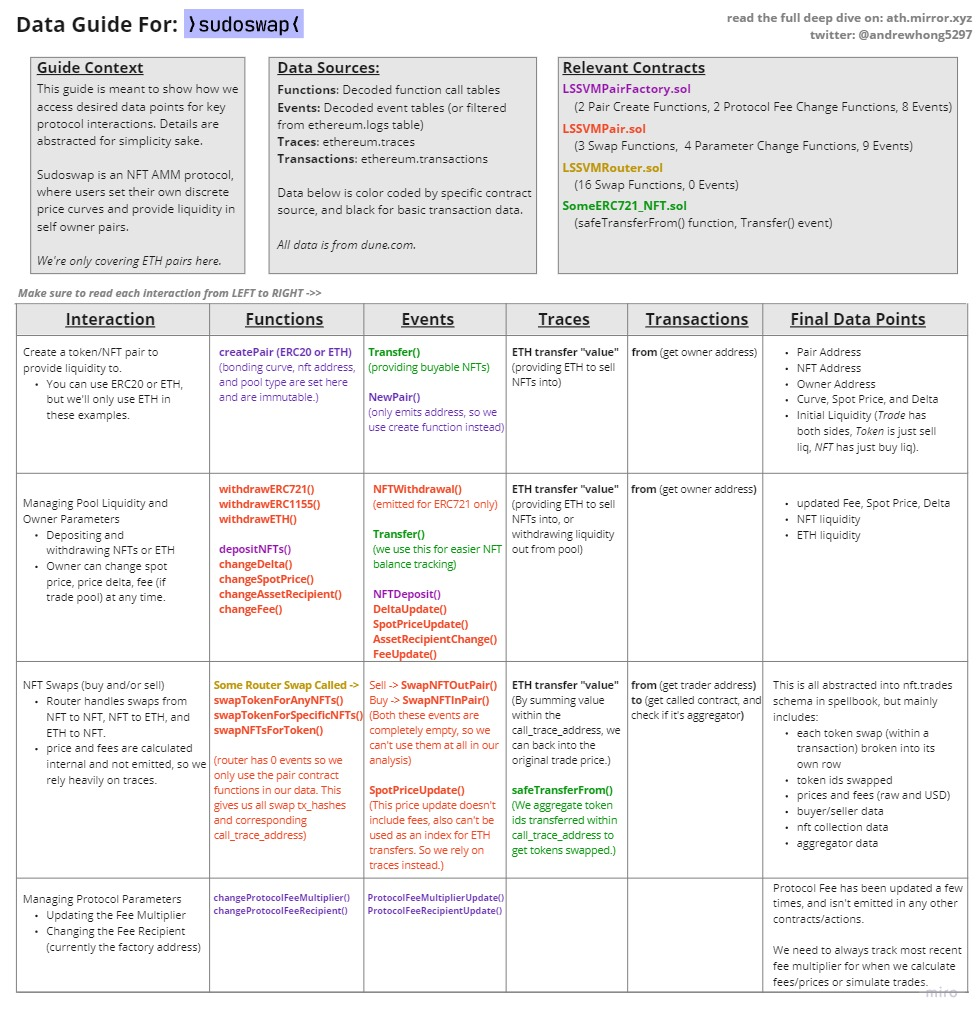 Data Guide For: ⟩sudoswap⟨
read the full deep dive on: ath.mirror.xyz
twitter: @andrewhong5297
Guide Context
This guide is meant to show how we
access desired data points for key
protocol interactions. Details are
abstracted for simplicity sake.
Sudoswap is an NFT AMM protocol,
where users set their own discrete
price curves and provide liquidity in
self owner pairs.
We're only covering ETH pairs here.
Data Sources:
Functions: Decoded function call tables
Events: Decoded event tables (or filtered
from ethereum.logs table)
Traces: ethereum.traces
Transactions: ethereum.transactions
Data below is color coded by specific contract
source, and black for basic transaction data.
All data is from dune.com.
Relevant Contracts
LSSVMPairFactory.sol
(2 Pair Create Functions, 2 Protocol Fee Change Functions, 8 Events)
LSSVMPair.sol
(3 Swap Functions,  4 Parameter Change Functions, 9 Events)
LSSVMRouter.sol
(16 Swap Functions, 0 Events)
SomeERC721_NFT.sol
(safeTransferFrom() function, Transfer() event)
Make sure to read each interaction from LEFT to RIGHT ->>
Interaction
Functions
Events
Traces
Transactions
Final Data Points
Create a token/NFT pair to
provide liquidity to.
• You can use ERC20 or ETH,
but we'll only use ETH in
these examples.
createPair (ERC20 or ETH)
(bonding curve, nft address,
and pool type are set here
and are immutable.)
Transfer()
(providing buyable NFTs)
NewPair()
(only emits address, so we
use create function instead)
ETH transfer "value"
(providing ETH to sell
NFTs into)
from (get owner address)
• Pair Address
• NFT Address
• Owner Address
• Curve, Spot Price, and Delta
• Initial Liquidity (Trade has
both sides, Token is just sell
liq, NFT has just buy liq).
Managing Pool Liquidity and
Owner Parameters
• Depositing and
withdrawing NFTs or ETH
• Owner can change spot
price, price delta, fee (if
trade pool) at any time.
withdrawERC721()
withdrawERC1155()
withdrawETH()
depositNFTs()
changeDelta()
changeSpotPrice()
changeAssetRecipient()
changeFee()
NFTWithdrawal()
(emitted for ERC721 only)
Transfer()
(we use this for easier NFT
balance tracking)
NFTDeposit()
DeltaUpdate()
SpotPriceUpdate()
AssetRecipientChange()
FeeUpdate()
ETH transfer "value"
(providing ETH to sell
NFTs into, or
withdrawing liquidity
out from pool)
from (get owner address)
• updated Fee, Spot Price, Delta
• NFT liquidity
• ETH liquidity
NFT Swaps (buy and/or sell)
• Router handles swaps from
NFT to NFT, NFT to ETH, and
ETH to NFT.
• price and fees are calculated
internal and not emitted, so we
rely heavily on traces.
Some Router Swap Called ->
swapTokenForAnyNFTs()
swapTokenForSpecificNFTs()
swapNFTsForToken()
(router has 0 events so we
only use the pair contract
functions in our data. This
gives us all swap tx_hashes
and corresponding
call_trace_address)
Sell -> SwapNFTOutPair()
Buy -> SwapNFTInPair()
(Both these events are
completely empty, so we
can't use them at all in our
analysis)
SpotPriceUpdate()
(This price update doesn't
include fees, also can't be
used as an index for ETH
transfers. So we rely on
traces instead.)
ETH transfer "value"
(By summing value
within the
call_trace_address, we
can back into the
original trade price.)
safeTransferFrom()
(We aggregate token
ids transferred within
call_trace_address to
get tokens swapped.)
from (get trader address)
to (get called contract, and
check if it's aggregator)
This is all abstracted into nft.trades
schema in spellbook, but mainly
includes:
• each token swap (within a
transaction) broken into its
own row
• token ids swapped
• prices and fees (raw and USD)
• buyer/seller data
• nft collection data
• aggregator data
Managing Protocol Parameters
• Updating the Fee Multiplier
• Changing the Fee Recipient
(currently the factory address)
changeProtocolFeeMultiplier()
changeProtocolFeeRecipient()
ProtocolFeeMultiplierUpdate()
ProtocolFeeRecipientUpdate()
Protocol Fee has been updated a few
times, and isn't emitted in any other
contracts/actions.
We need to always track most recent
fee multiplier for when we calculate
fees/prices or simulate trades.
miro